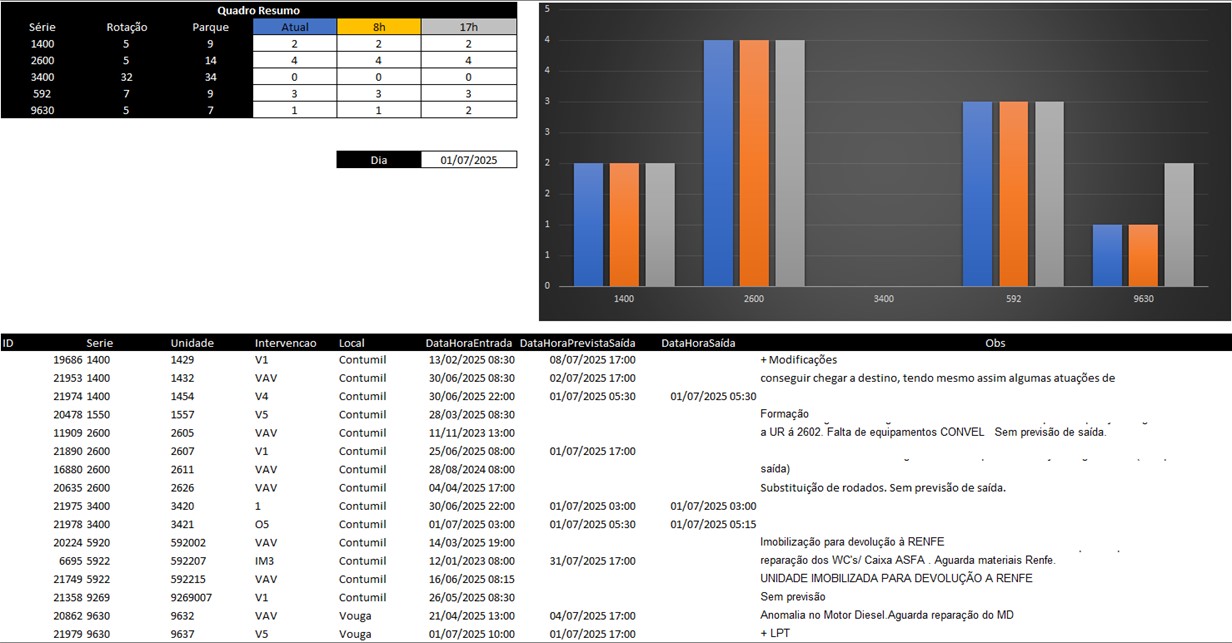 Quadro Resumo
Série Rotação Parque Atual 8h 17h
1400 5 9 2 2 2
2600 5 14 4 4 4
3400 32 34 0 0 0
592 7 9 3 3 3
9630 5 7 1 1 2
Dia 01/07/2025
5
4
4
3
3
2
2
1
1
0
1400 2600 3400 592 9630
ID Serie Unidade Intervencao Local DataHoraEntrada DataHoraPrevistaSaída DataHoraSaída Obs
19686 1400 1429 V1 Contumil 13/02/2025 08:30 08/07/2025 17:00 + Modificações
21953 1400 1432 VAV Contumil 30/06/2025 08:30 02/07/2025 17:00 conseguir chegar a destino, tendo mesmo assim algumas atuações de
21974 1400 1454 V4 Contumil 30/06/2025 22:00 01/07/2025 05:30 01/07/2025 05:30
20478 1550 1557 V5 Contumil 28/03/2025 08:30 Formação
11909 2600 2605 VAV Contumil 11/11/2023 13:00 a UR á 2602. Falta de equipamentos CONVEL Sem previsão de saída.
21890 2600 2607 V1 Contumil 25/06/2025 08:00 01/07/2025 17:00
16880 2600 2611 VAV Contumil 28/08/2024 08:00 saída)
20635 2600 2626 VAV Contumil 04/04/2025 17:00 Substituição de rodados. Sem previsão de saída.
21975 3400 3420 1 Contumil 30/06/2025 22:00 01/07/2025 03:00 01/07/2025 03:00
21978 3400 3421 O5 Contumil 01/07/2025 03:00 01/07/2025 05:30 01/07/2025 05:15
20224 5920 592002 VAV Contumil 14/03/2025 19:00 Imobilização para devolução à RENFE
6695 5922 592207 IM3 Contumil 12/01/2023 08:00 31/07/2025 17:00 reparação dos WC's/ Caixa ASFA . Aguarda materiais Renfe.
21749 5922 592215 VAV Contumil 16/06/2025 08:15 UNIDADE IMOBILIZADA PARA DEVOLUÇÃO A RENFE
21358 9269 9269007 V1 Contumil 26/05/2025 08:30 Sem previsão
20862 9630 9632 VAV Vouga 21/04/2025 13:00 04/07/2025 17:00 Anomalia no Motor Diesel.Aguarda reparação do MD
21979 9630 9637 V5 Vouga 01/07/2025 10:00 01/07/2025 17:00 + LPT